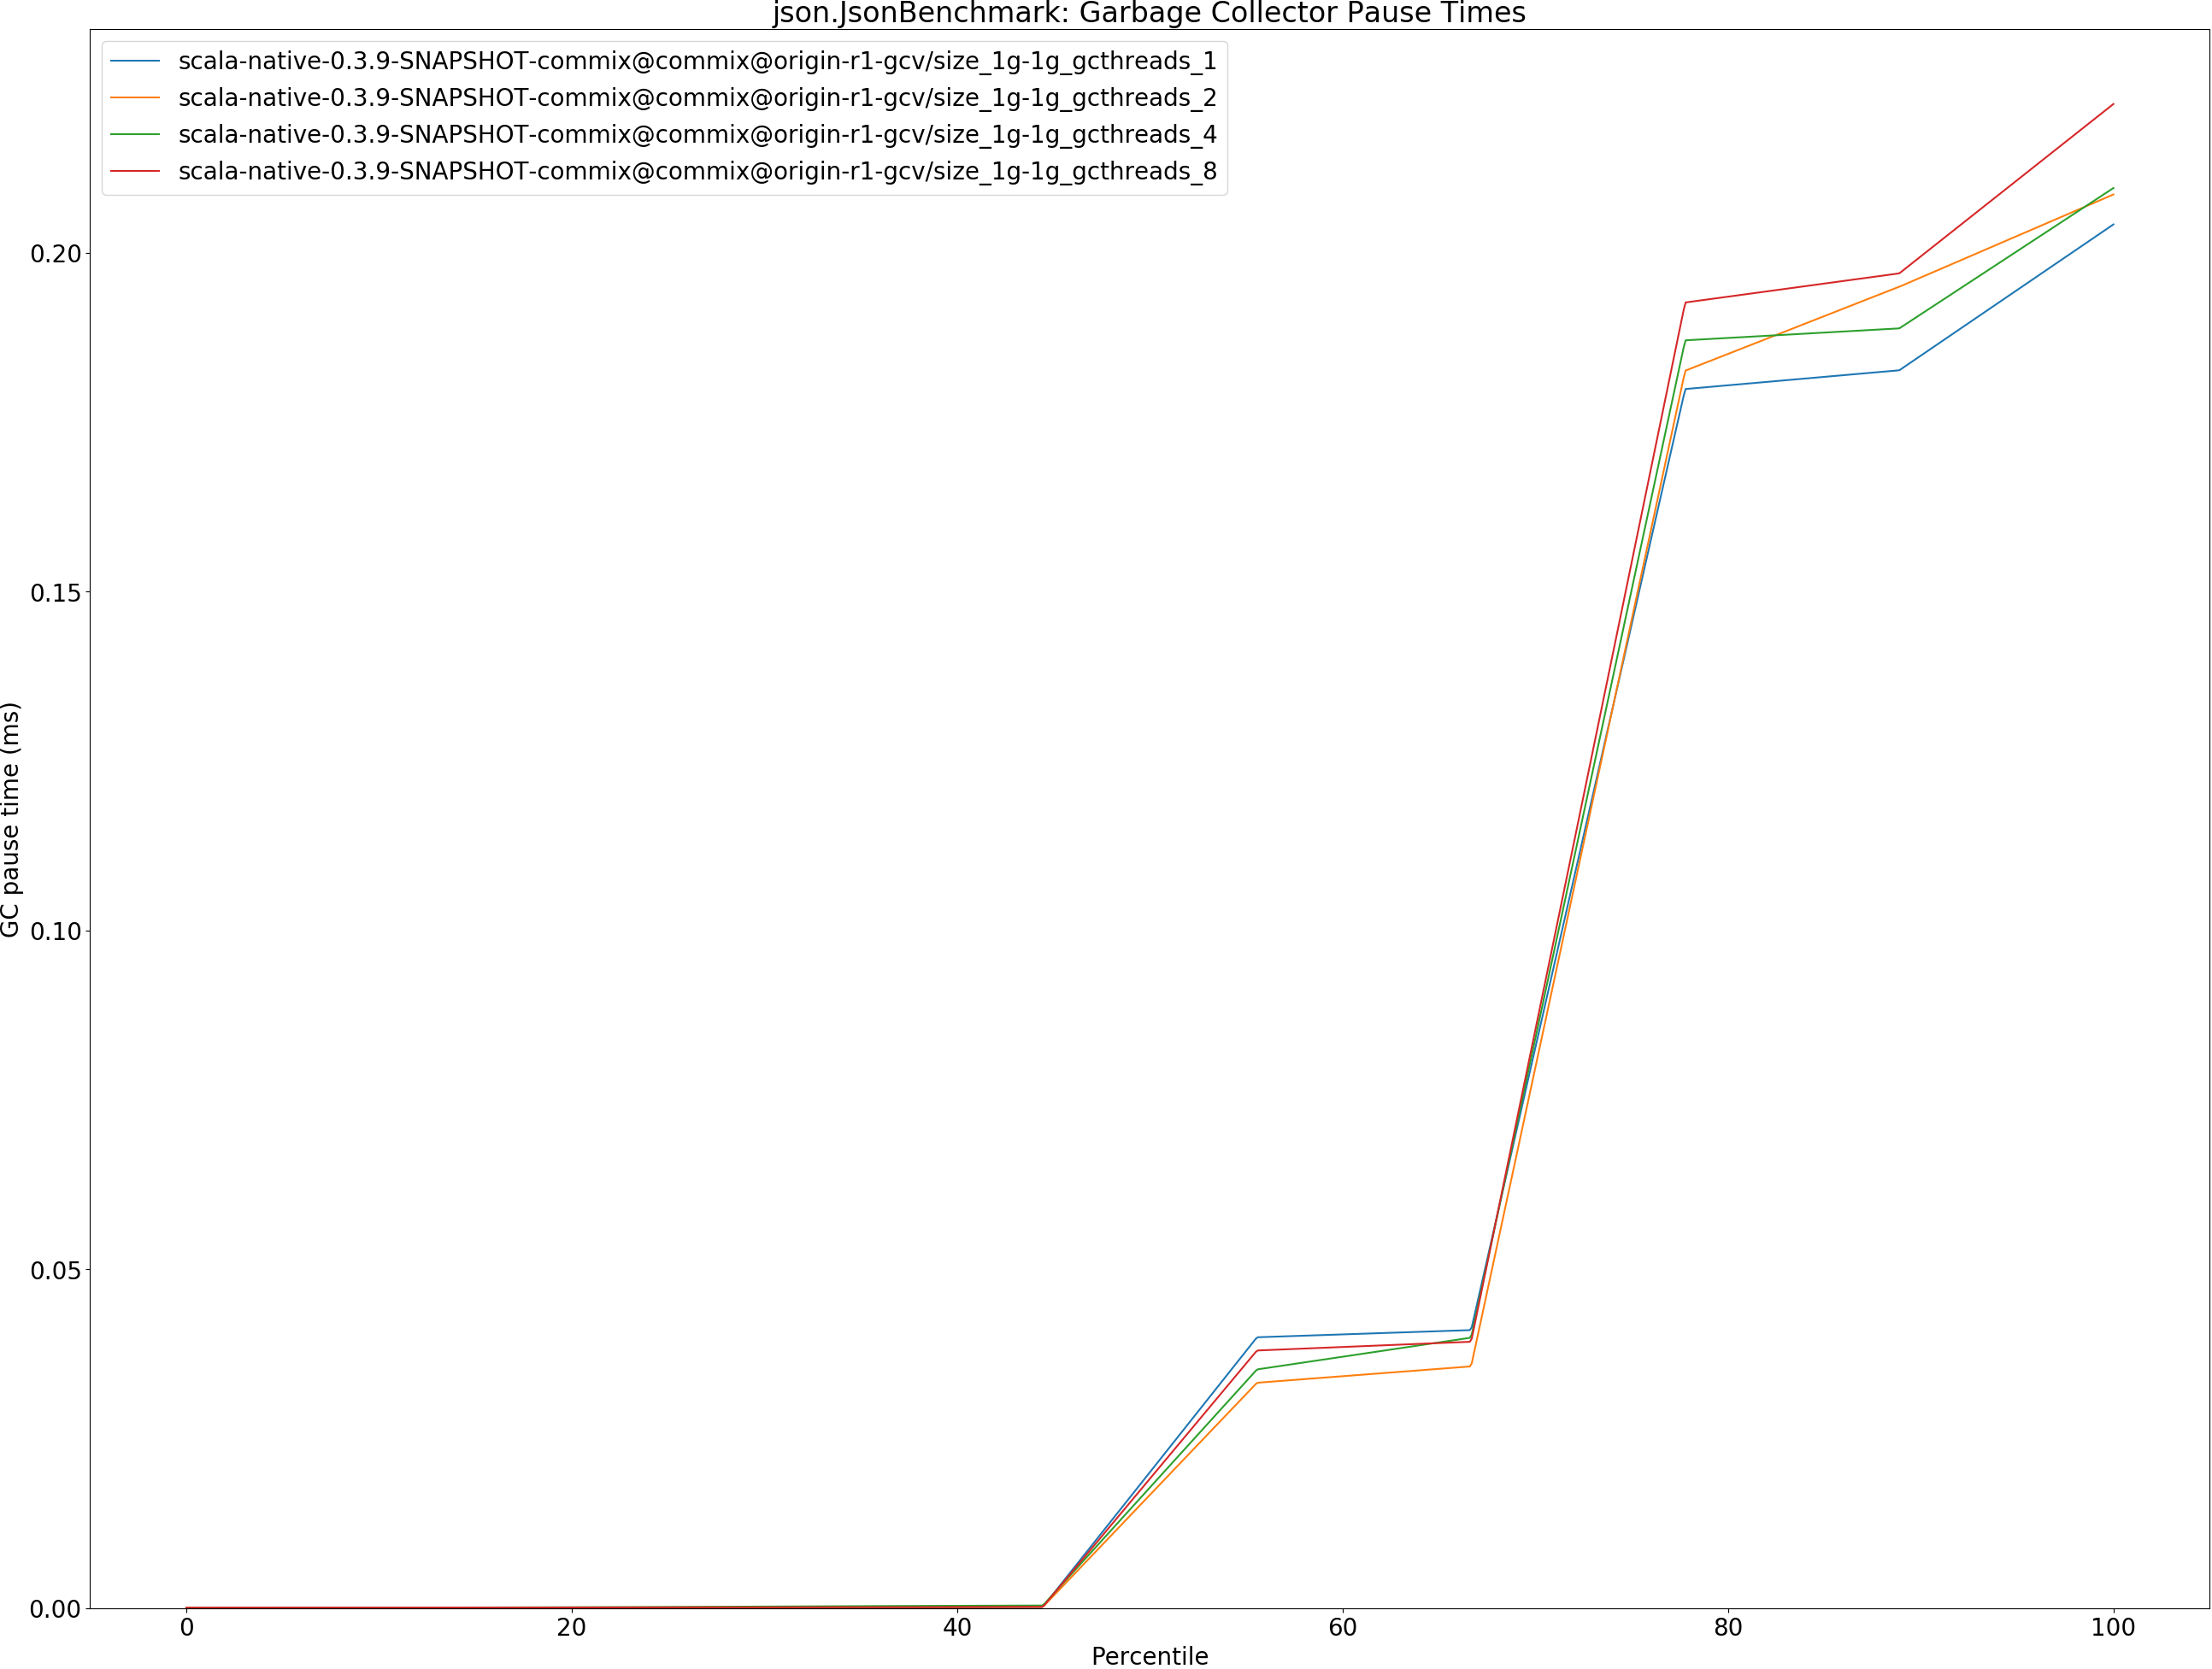 json.JsonBenchmark: Garbage Collector Pause Times
scala-native-0.3.9-SNAPSHOT-commix@commix@origin-r1-gcv/size_1g-1g_gcthreads_1
scala-native-0.3.9-SNAPSHOT-commix@commix@origin-r1-gcv/size_1g-1g_gcthreads_2
scala-native-0.3.9-SNAPSHOT-commix@commix@origin-r1-gcv/size_1g-1g_gcthreads_4
scala-native-0.3.9-SNAPSHOT-commix@commix@origin-r1-gcv/size_1g-1g_gcthreads_8
GC pause time (ms)
0.20
0.15
0.10
0.05
0.00
0 20 40 60 80 100
Percentile